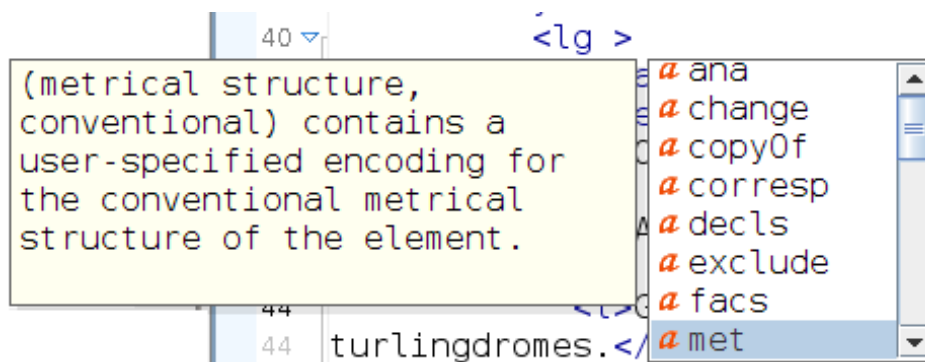 40
<lg >
(metrical structure,
conventional) contains a
user-specified encoding for
the conventional metrical
structure of the element.
a ana
a change
a copyOf
a corresp
a decls
a exclude
a facs
a met
44
<l>G
44 turlingdromes.</